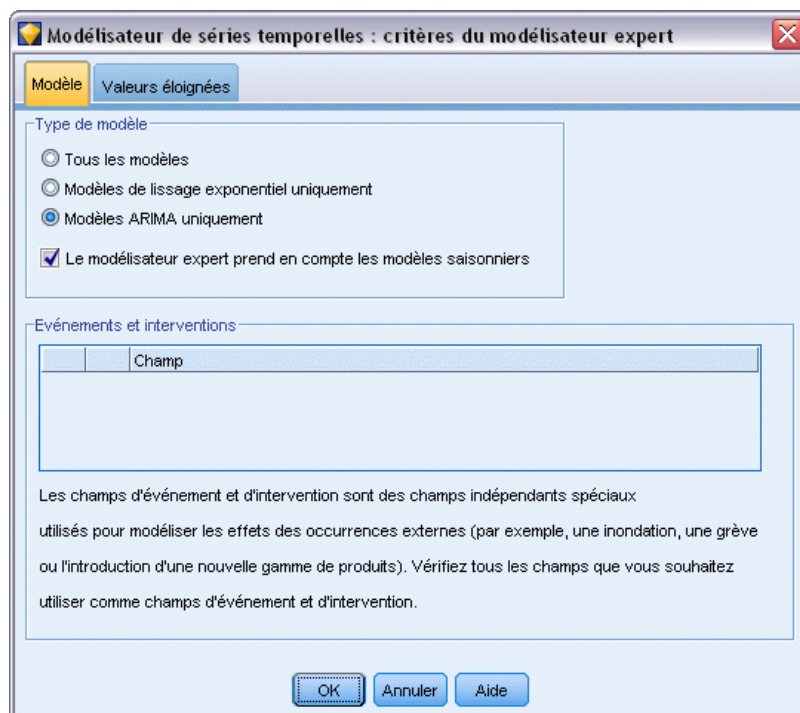 Modélisateur de séries temporelles : critères du modélisateur expert
Modèle
Valeurs éloignées
Type de modèle
Tous les modèles
Modèles de lissage exponentiel uniquement
Modèles ARIMA uniquement
Le modélisateur expert prend en compte les modèles saisonniers
Evénements et interventions
Champ
Les champs d'événement et d'intervention sont des champs indépendants spéciaux
utilisés pour modéliser les effets des occurrences externes (par exemple, une inondation, une grève
ou l'introduction d'une nouvelle gamme de produits). Vérifiez tous les champs que vous souhaitez
utiliser comme champs d'événement et d'intervention.
OK
Annuler
Aide